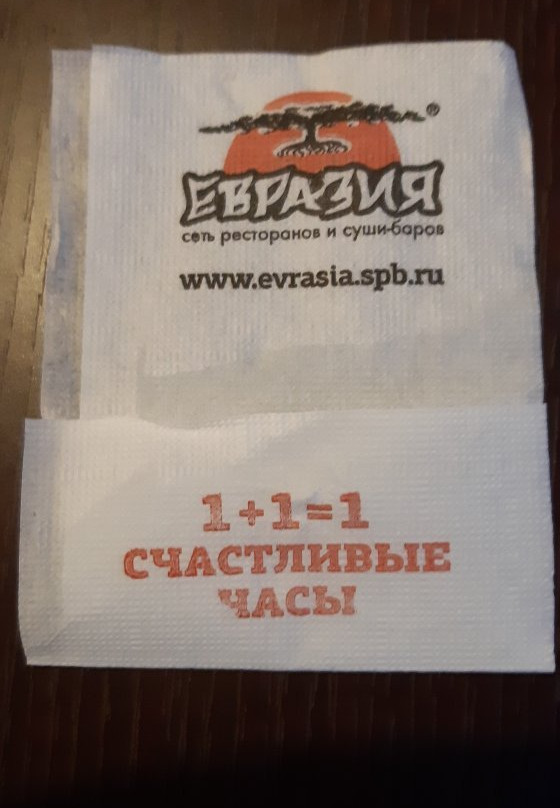 ЕВРАЗИЯ®
сеть ресторанов и суши-баров
www.evrasia.spb.ru
1+1=1
СЧАСТЛИВЫЕ
ЧАСЫ